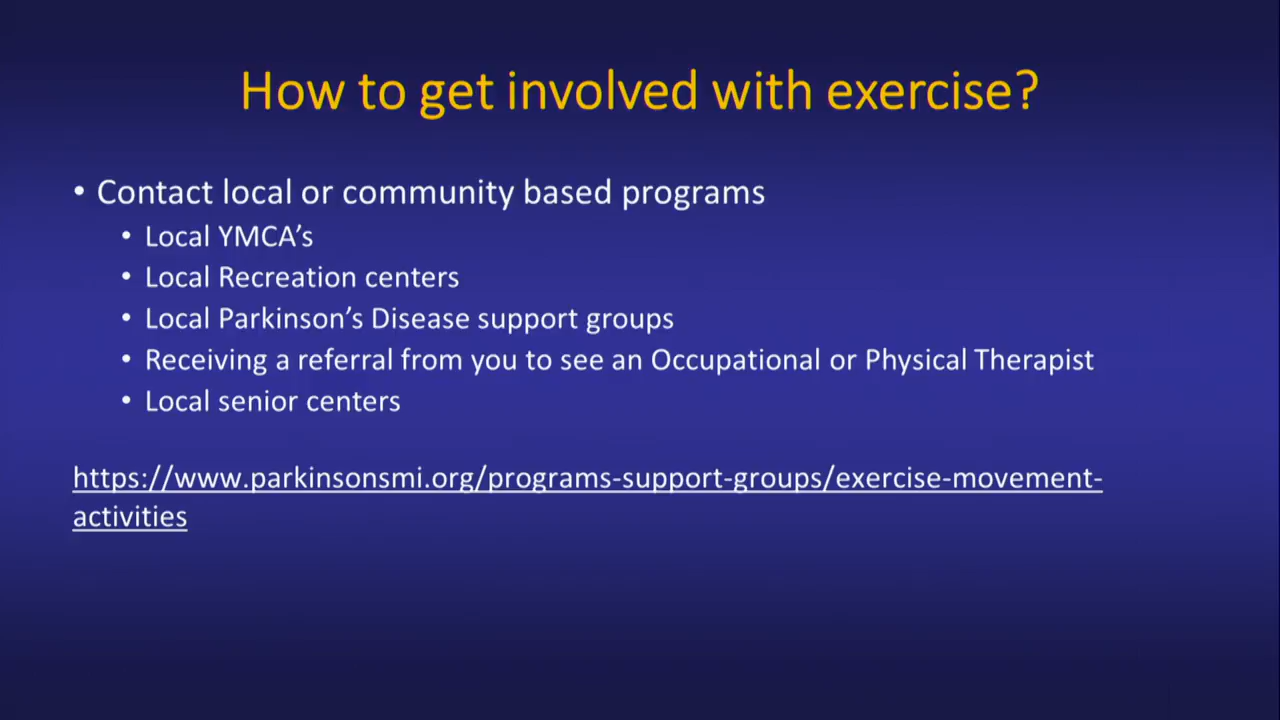 How to get involved with exercise?
• Contact local or community based programs
• Local YMCA’s
• Local Recreation centers
• Local Parkinson’s Disease support groups
• Receiving a referral from you to see an Occupational or Physical Therapist
• Local senior centers
https://www.parkinsonsmi.org/programs-support-groups/exercise-movement-
activities